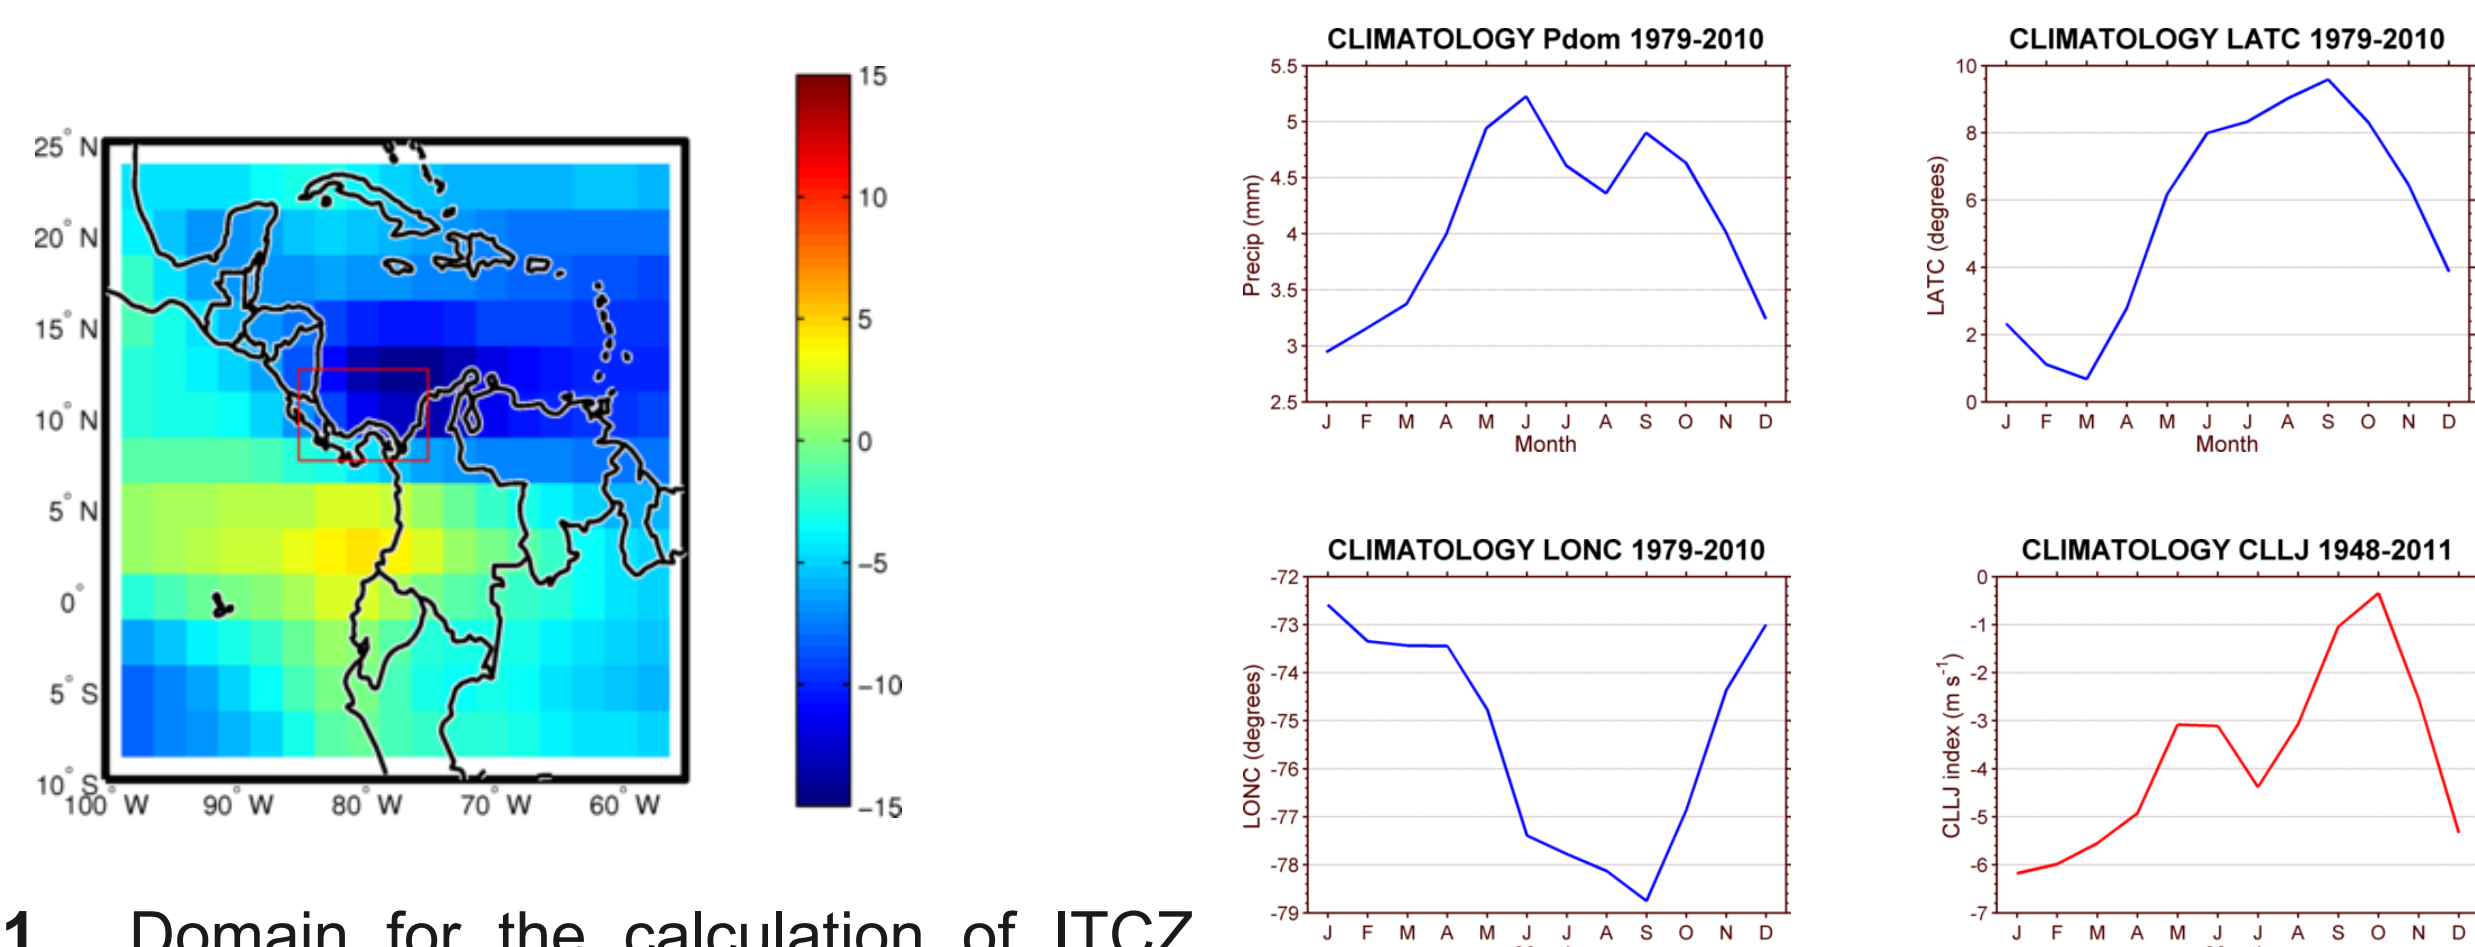 25° N
20° N
15° N
10° N
5° N
0°
5° S
10° S
100° W 90° W 80° W 70° W 60° W
15
10
5
0
−5
−10
−15
1 Domain for the calculation of ITCZ
CLIMATOLOGY Pdom 1979-2010
Precip (mm)
5.5
5
4.5
4
3.5
3
2.5
J F M A M J J A S O N D
Month
CLIMATOLOGY LATC 1979-2010
LATC (degrees)
10
8
6
4
2
0
J F M A M J J A S O N D
Month
CLIMATOLOGY LONC 1979-2010
LONC (degrees)
-72
-73
-74
-75
-76
-77
-78
-79
J F M A M J J A S O N D
CLIMATOLOGY CLLJ 1948-2011
CLLJ index (m s-1)
0
-1
-2
-3
-4
-5
-6
-7
J F M A M J J A S O N D